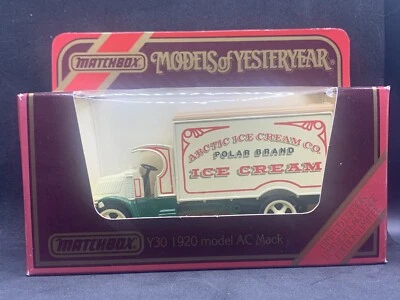 MATCHBOX
MODELS of YESTERYEAR®
ARCTIC ICE CREAM CO.
POLAR BRAND
ICE CREAM
MATCHBOX Y30 1920 model AC Mack